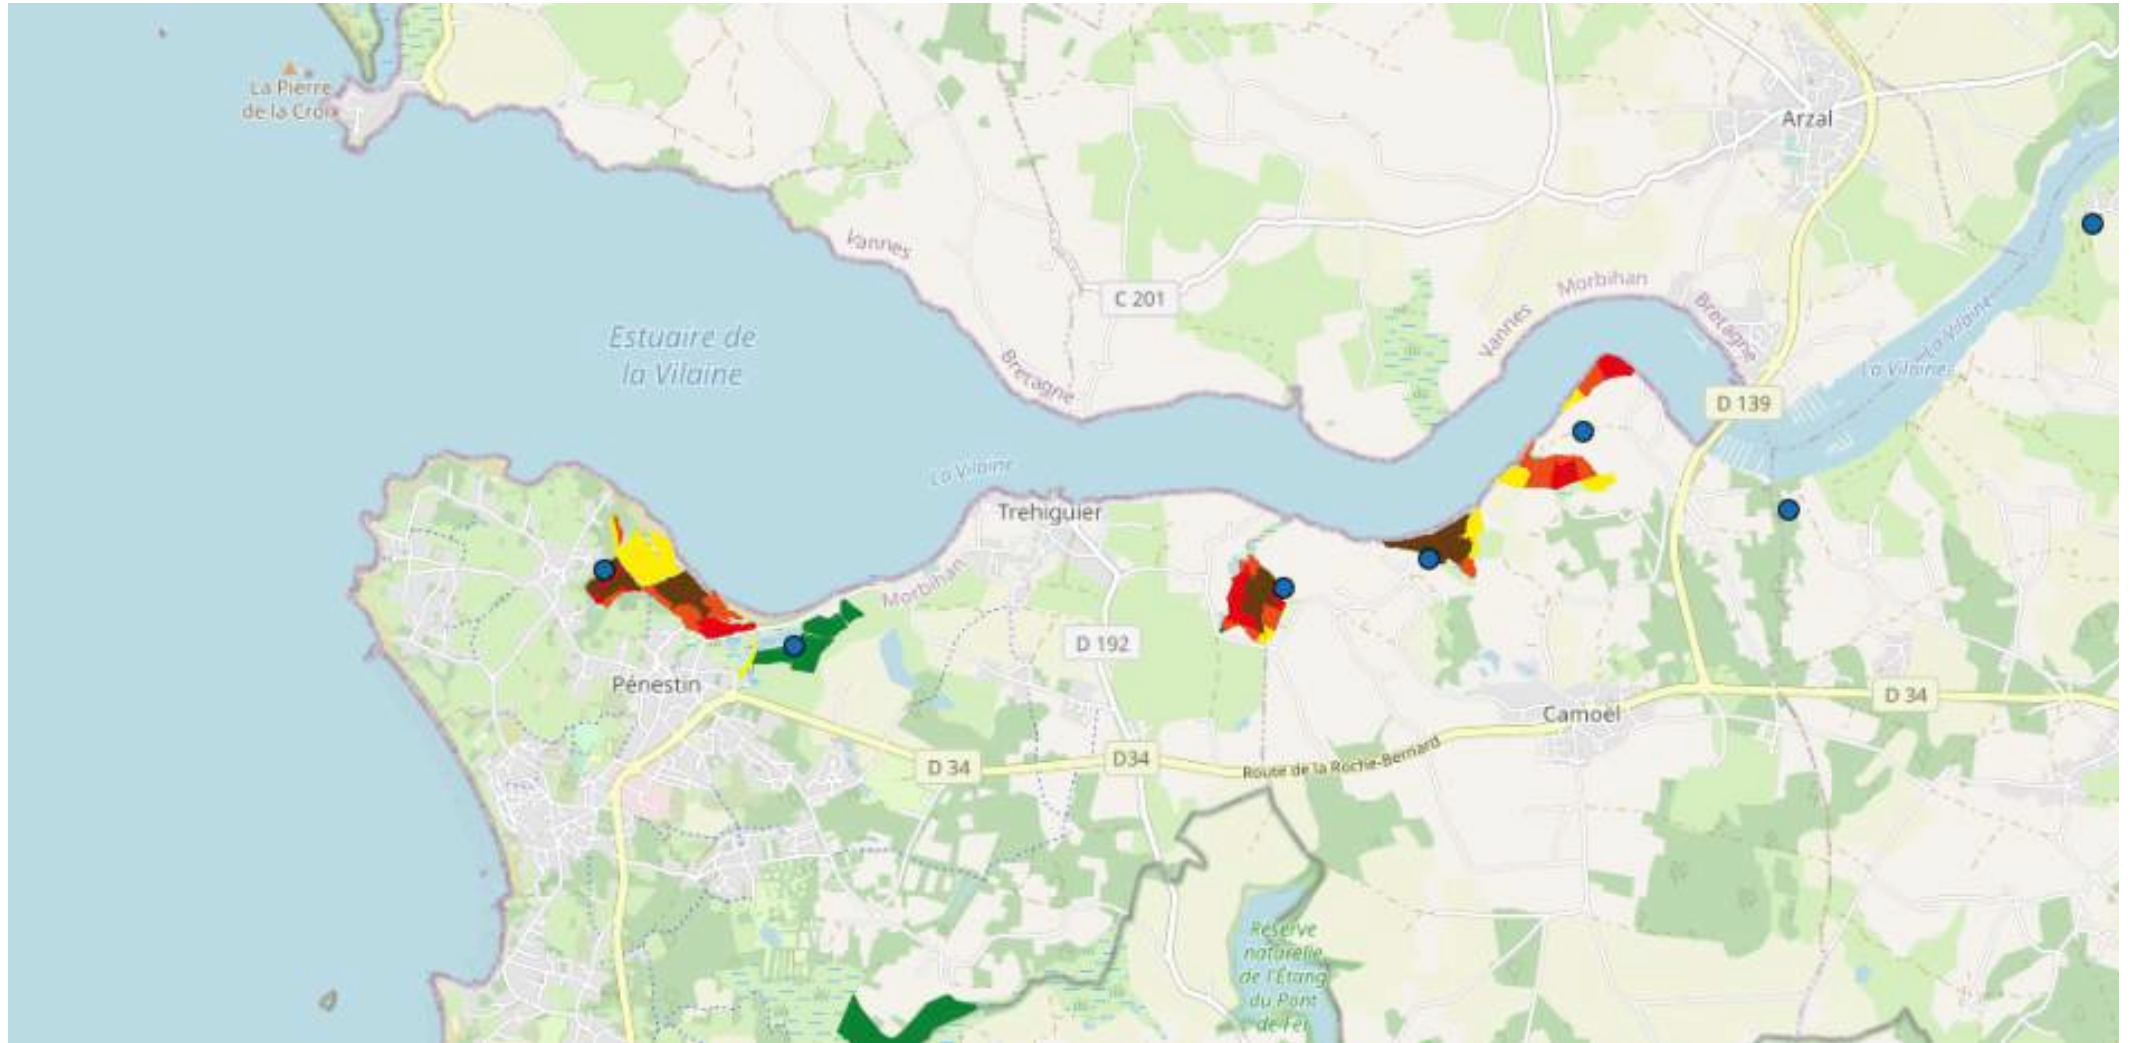 La Pierre
de la Croix
Arzal
Vannes
C 201
Morbihan
Vannes
Bretagne
Estuaire de
la Vilaine
La Vilaine
La Vilaine
Bretagne
D 139
La Vilaine
Trehiguier
Morbihan
D 192
Pénestin
D 34
Camoël
D 34
D34
Route de la Roche-Bernard
Réserve
naturelle
de l'Étang
du Pont
de Fer